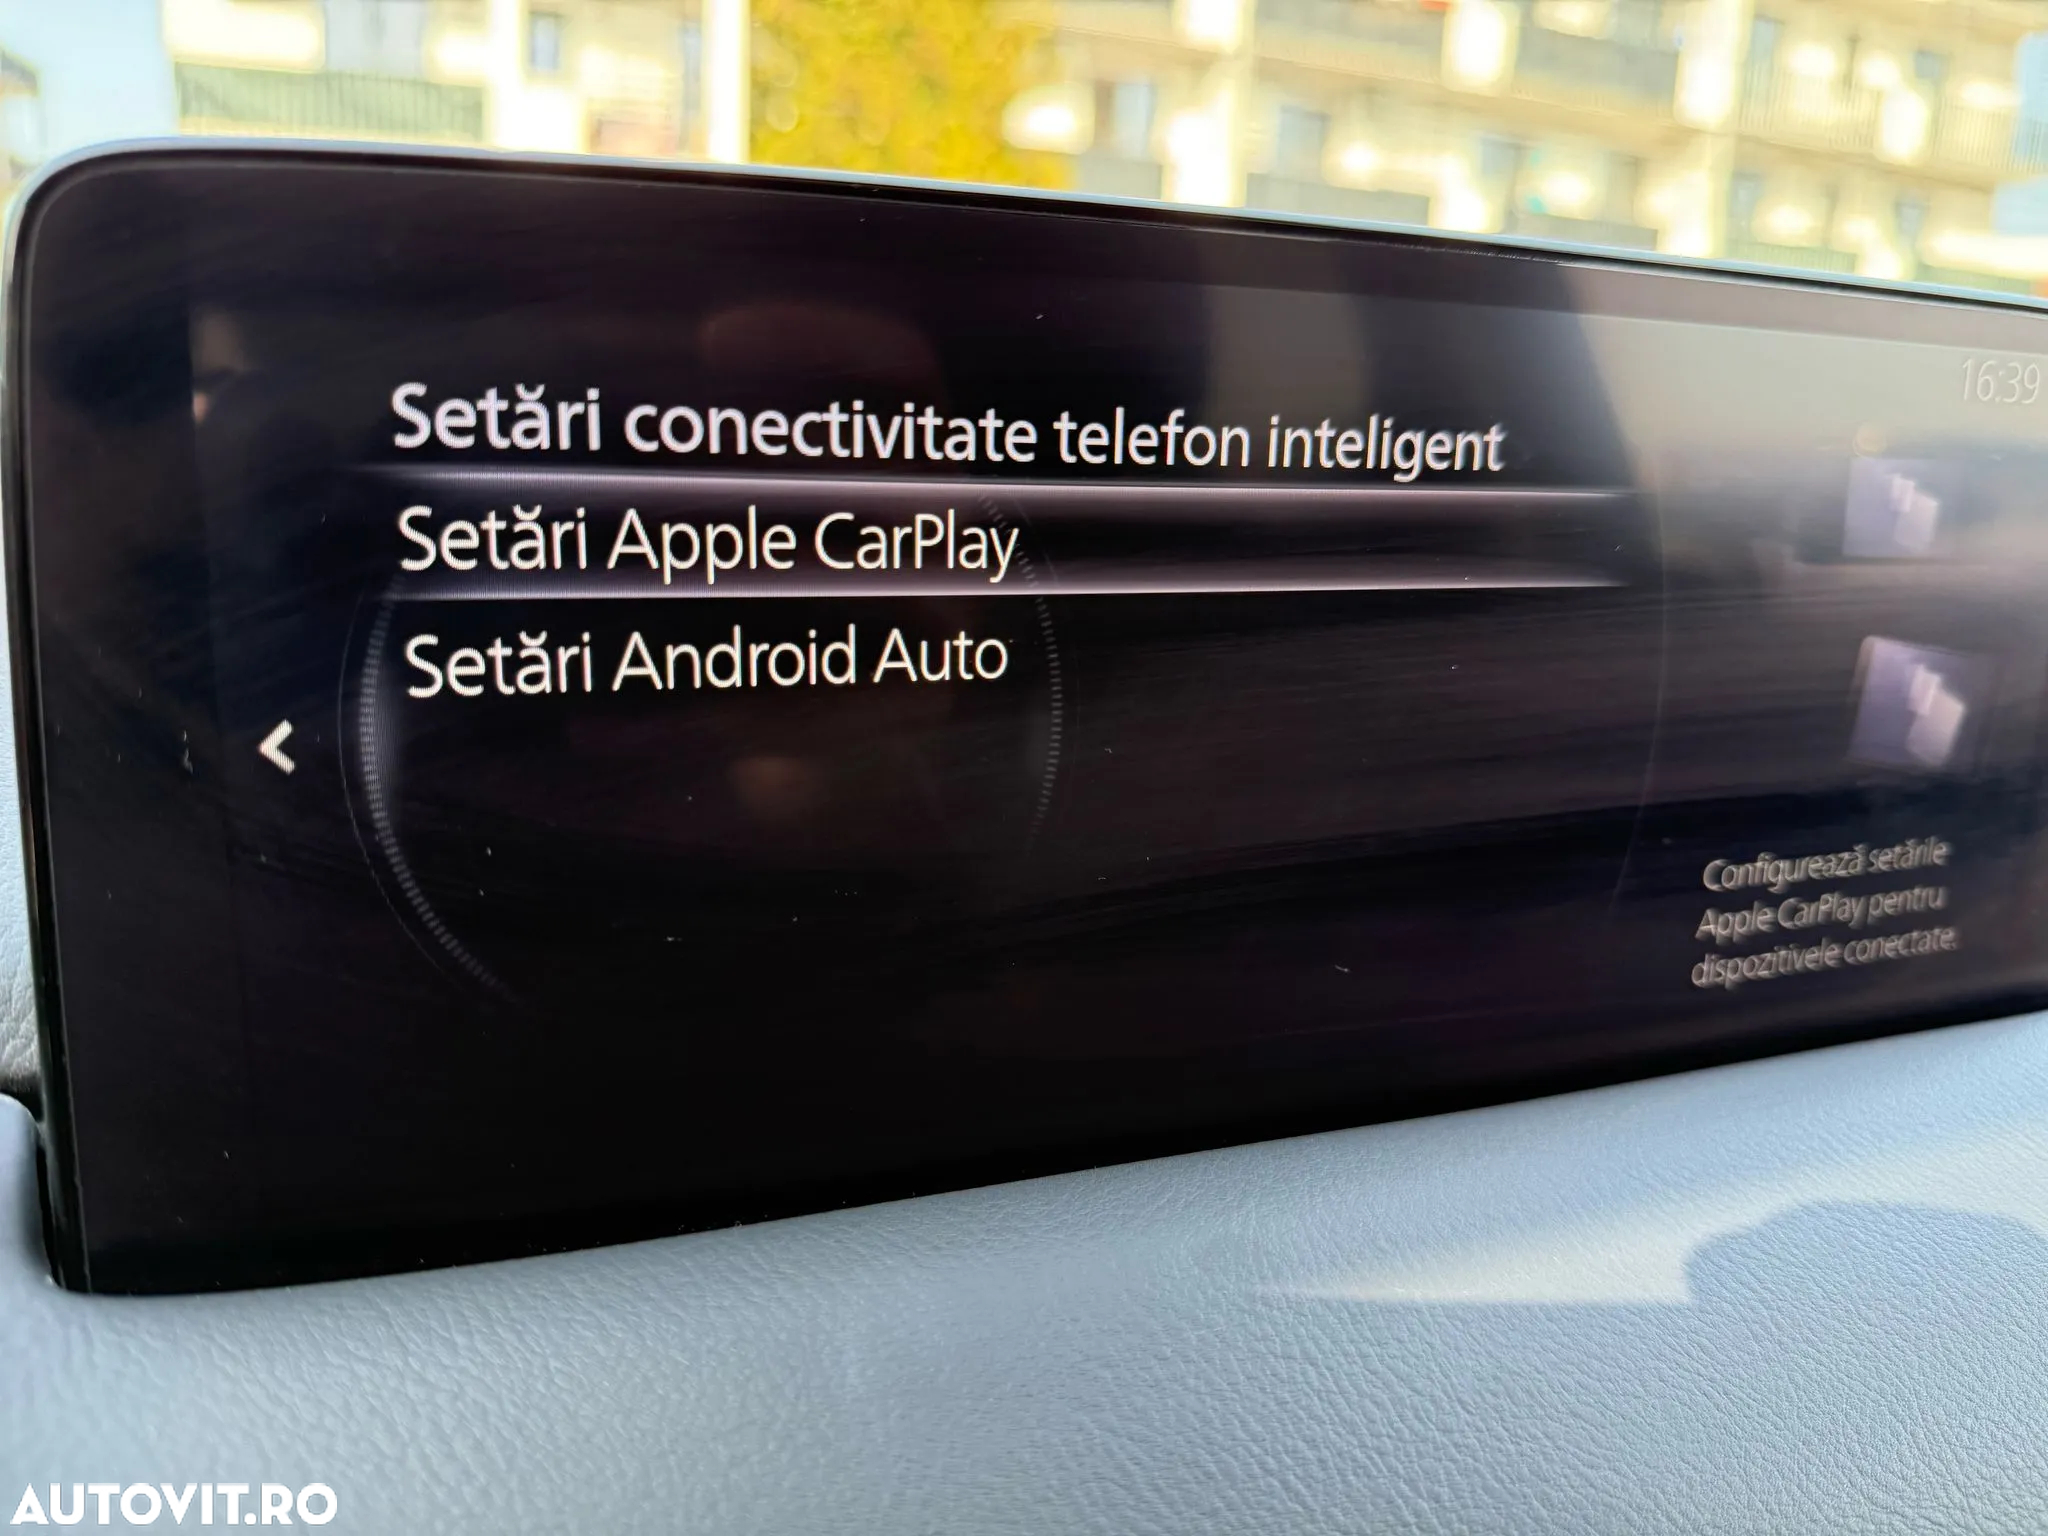 16:39
Setări conectivitate telefon inteligent
Setări Apple CarPlay
Setări Android Auto
Configurează setările
Apple CarPlay pentru
dispozitivele conectate.
AUTOVIT.RO